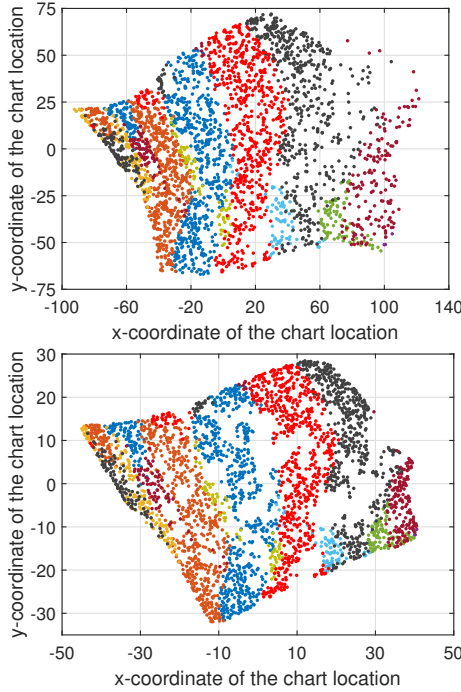 75
50
25
0
-25
-50
-75
y-coordinate of the chart location
-100 -60 -20 20 60 100 140
x-coordinate of the chart location
30
20
10
0
-10
-20
-30
y-coordinate of the chart location
-50 -30 -10 10 30 50
x-coordinate of the chart location